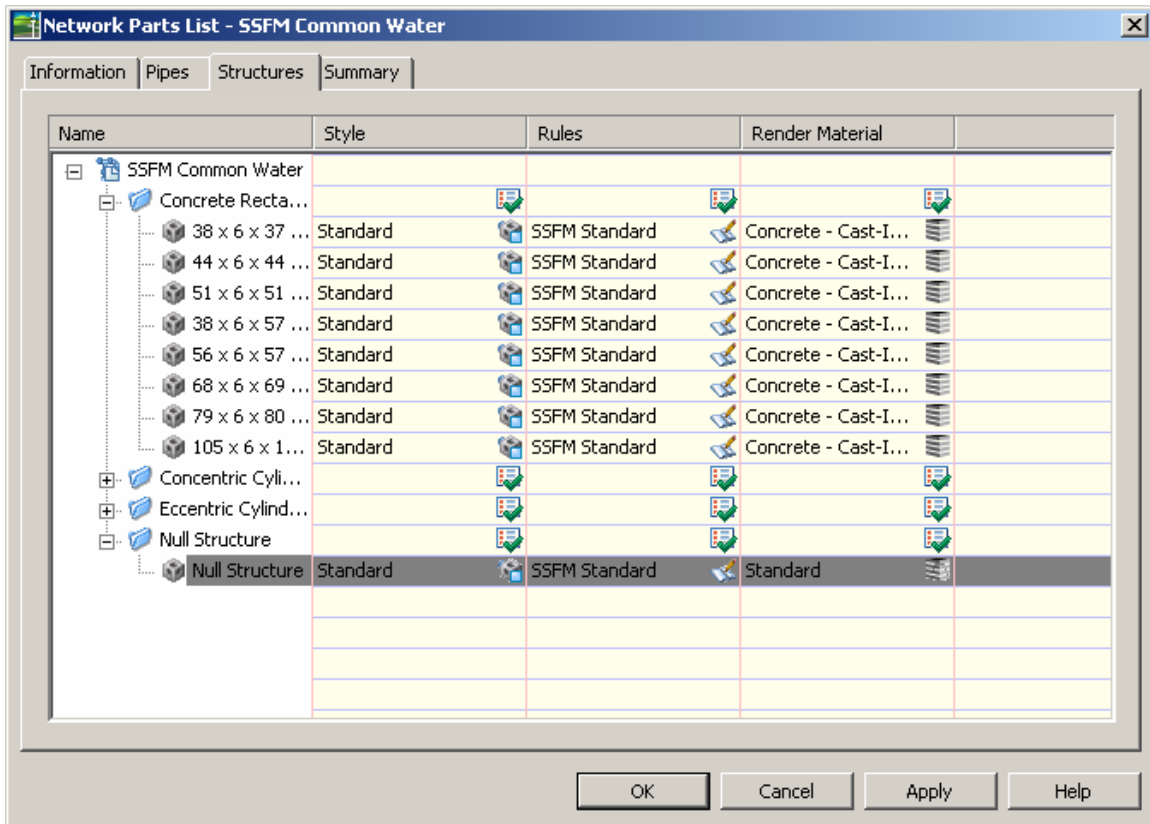 Network Parts List - SSFM Common Water
Information Pipes Structures Summary
Name Style Rules Render Material
SSFM Common Water
Concrete Recta...
38 x 6 x 37 ... Standard SSFM Standard Concrete - Cast-I...
44 x 6 x 44 ... Standard SSFM Standard Concrete - Cast-I...
51 x 6 x 51 ... Standard SSFM Standard Concrete - Cast-I...
38 x 6 x 57 ... Standard SSFM Standard Concrete - Cast-I...
56 x 6 x 57 ... Standard SSFM Standard Concrete - Cast-I...
68 x 6 x 69 ... Standard SSFM Standard Concrete - Cast-I...
79 x 6 x 80 ... Standard SSFM Standard Concrete - Cast-I...
105 x 6 x 1... Standard SSFM Standard Concrete - Cast-I...
Concentric Cyli...
Eccentric Cylind...
Null Structure
Null Structure Standard SSFM Standard Standard
OK Cancel Apply Help